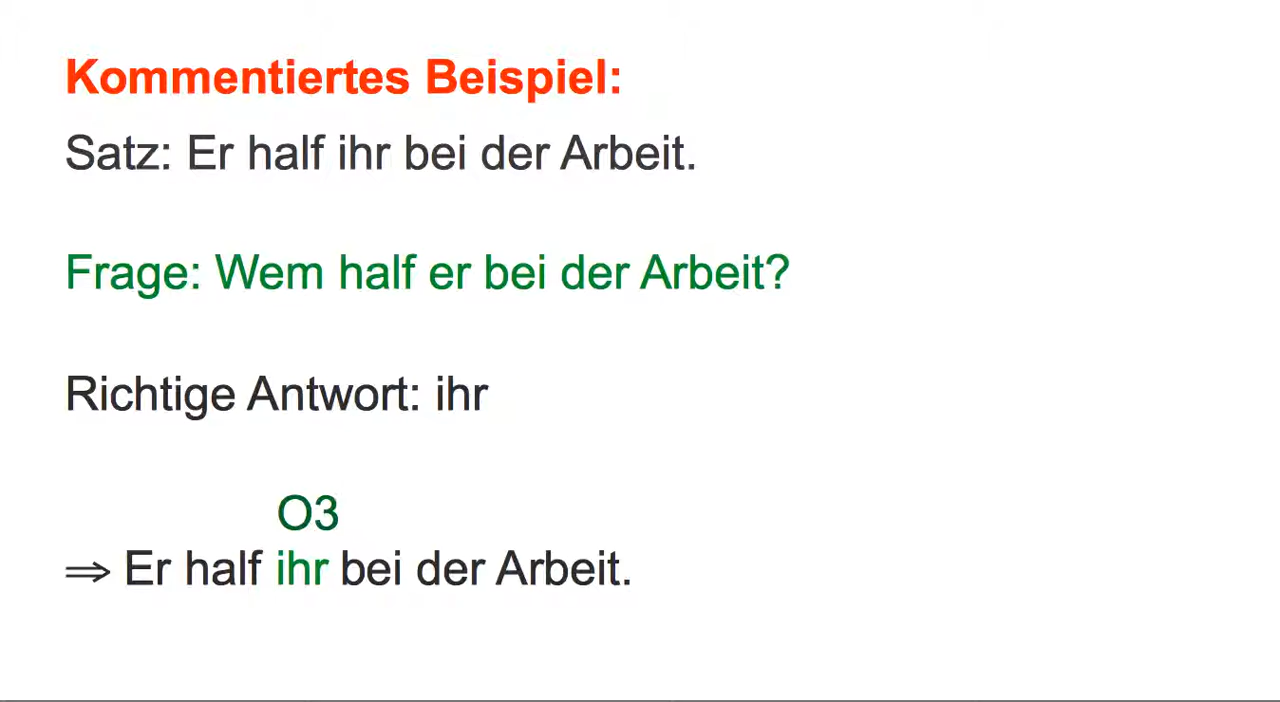 Kommentiertes Beispiel:
Satz: Er half ihr bei der Arbeit.
Frage: Wem half er bei der Arbeit?
Richtige Antwort: ihr
O3
⇒ Er half ihr bei der Arbeit.